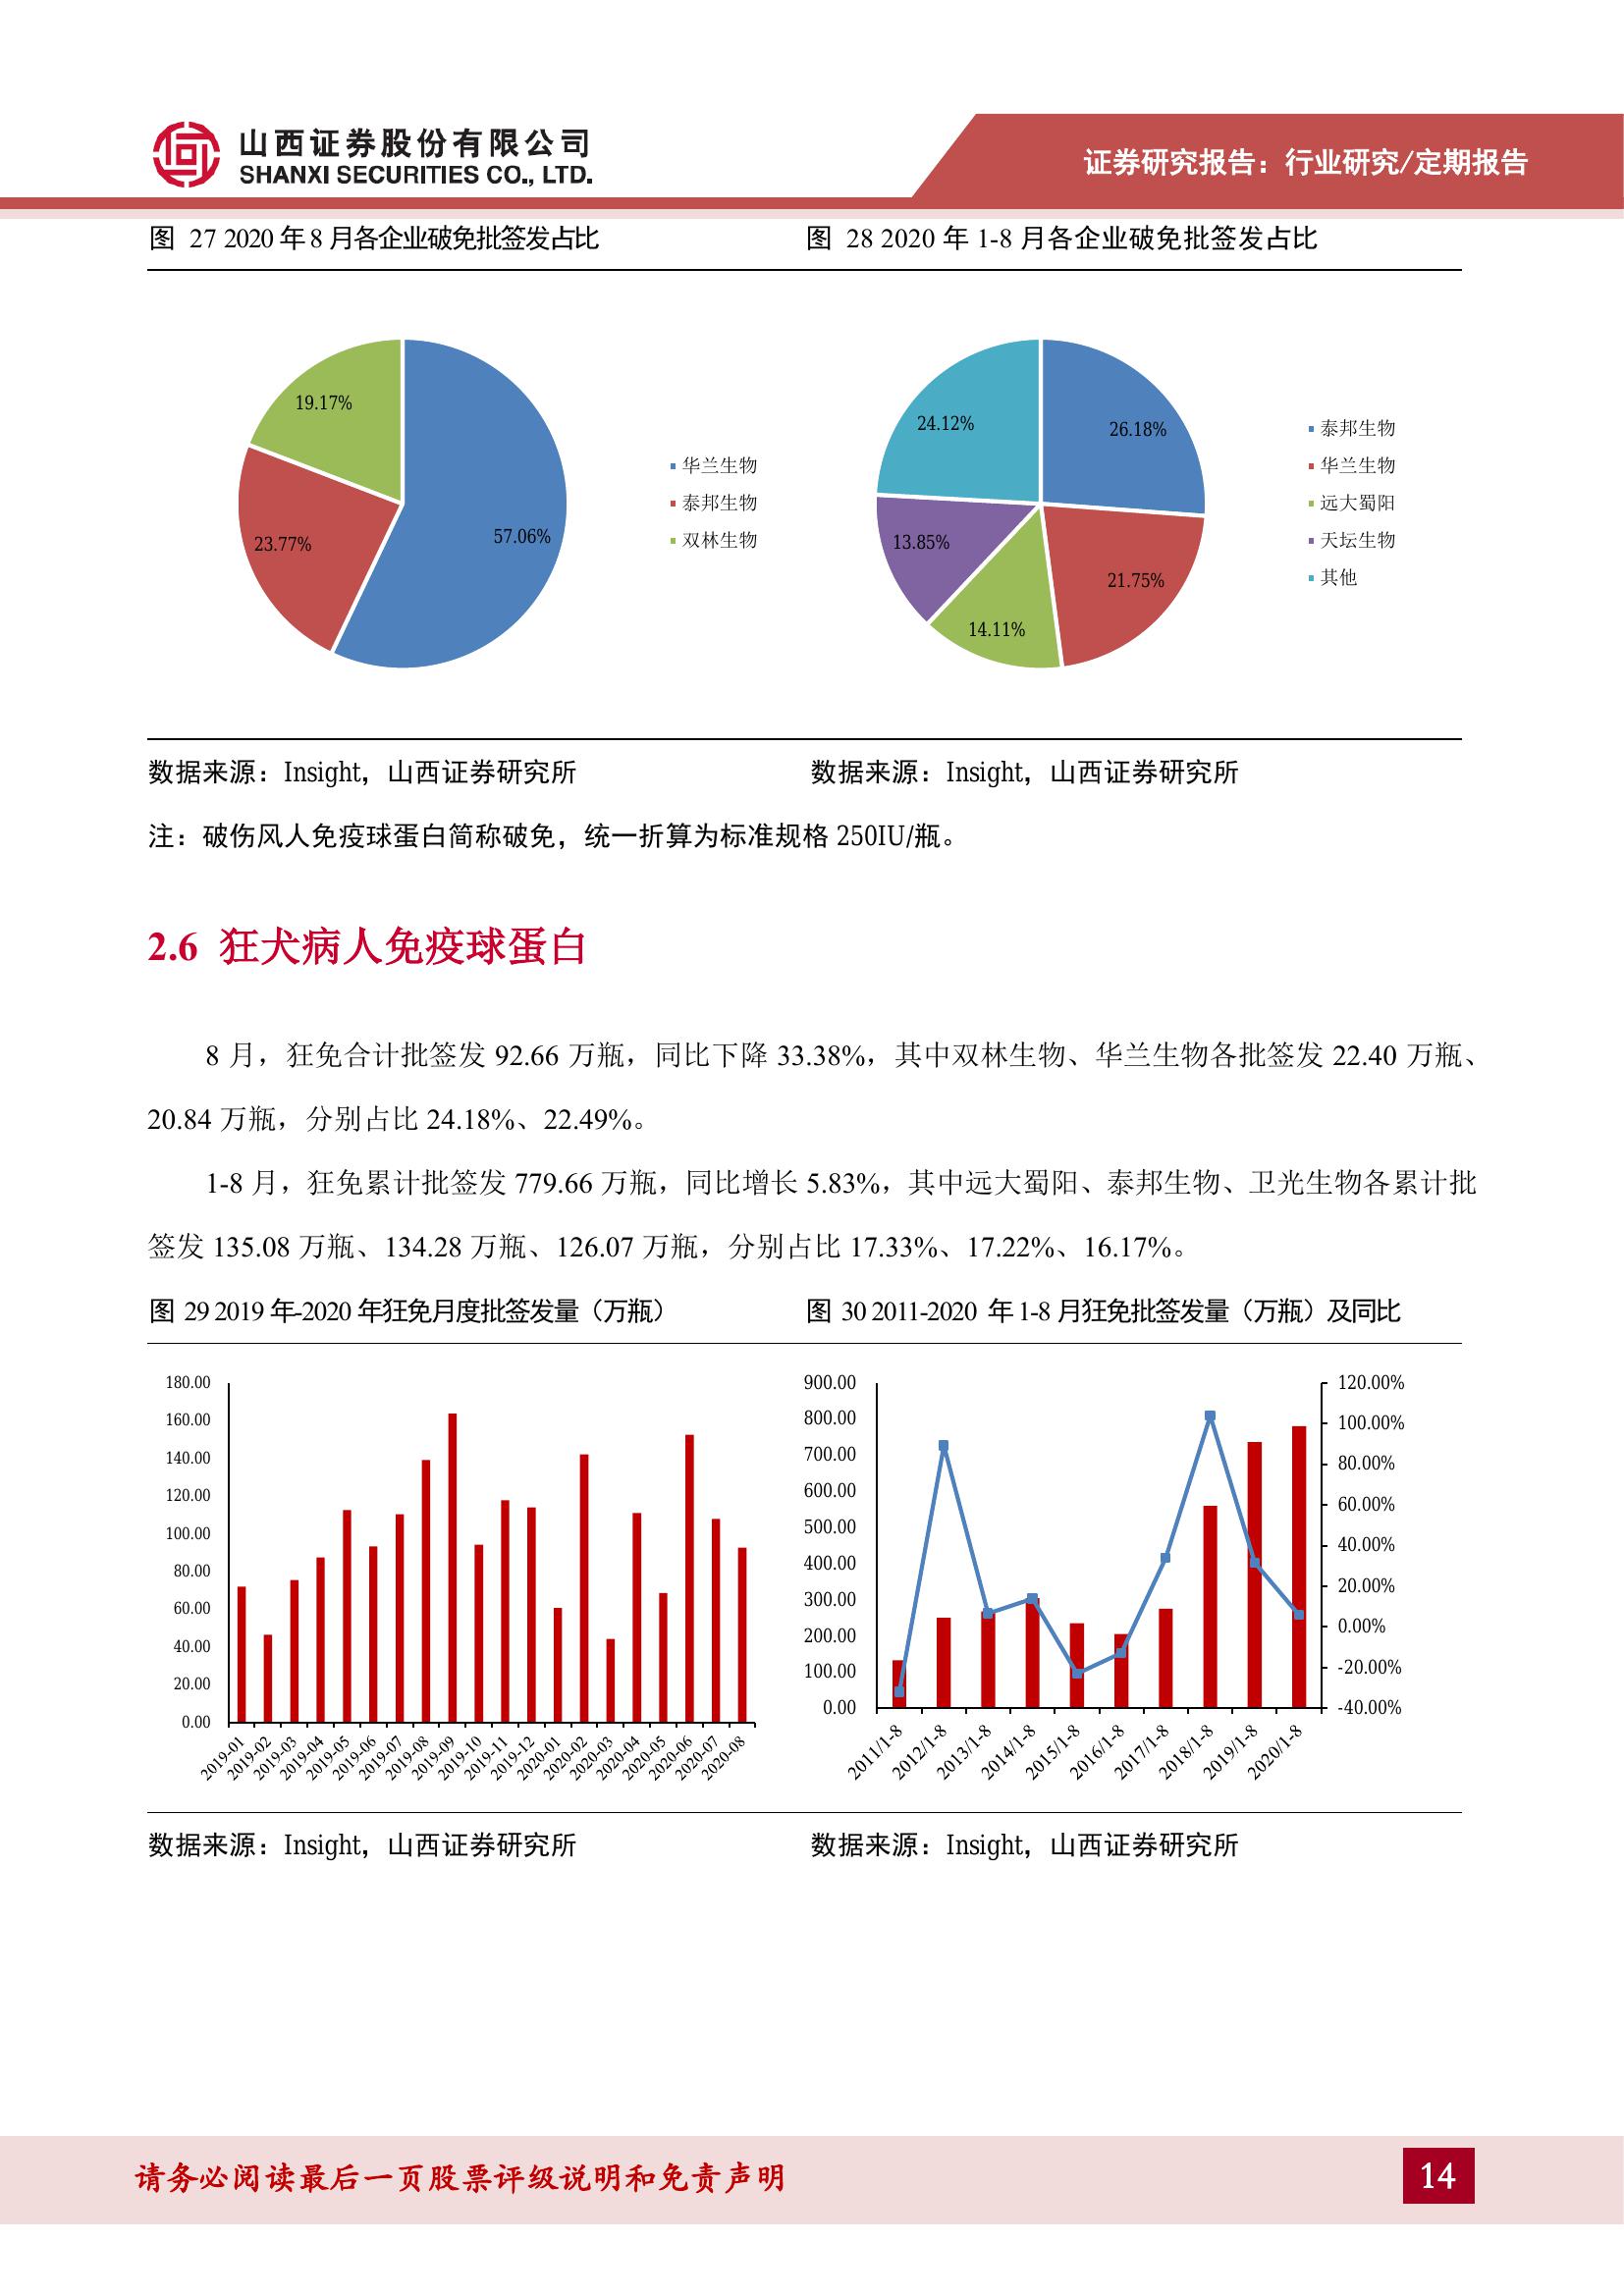 山西证券股份有限公司
SHANXI SECURITIES CO., LTD.
证券研究报告：行业研究/定期报告
图 27 2020 年 8 月各企业破免批签发占比
图 28 2020 年 1-8 月各企业破免批签发占比
19.17%
23.77%
57.06%
华兰生物
泰邦生物
双林生物
24.12%
26.18%
13.85%
21.75%
14.11%
泰邦生物
华兰生物
远大蜀阳
天坛生物
其他
数据来源：Insight，山西证券研究所
数据来源：Insight，山西证券研究所
注：破伤风人免疫球蛋白简称破免，统一折算为标准规格 250IU/瓶。
2.6 狂犬病人免疫球蛋白
8 月，狂免合计批签发 92.66 万瓶，同比下降 33.38%，其中双林生物、华兰生物各批签发 22.40 万瓶、
20.84 万瓶，分别占比 24.18%、22.49%。
1-8 月，狂免累计批签发 779.66 万瓶，同比增长 5.83%，其中远大蜀阳、泰邦生物、卫光生物各累计批
签发 135.08 万瓶、134.28 万瓶、126.07 万瓶，分别占比 17.33%、17.22%、16.17%。
图 29 2019 年-2020 年狂免月度批签发量（万瓶）
图 30 2011-2020 年 1-8 月狂免批签发量（万瓶）及同比
180.00
160.00
140.00
120.00
100.00
80.00
60.00
40.00
20.00
0.00
2019-01
2019-02
2019-03
2019-04
2019-05
2019-06
2019-07
2019-08
2019-09
2019-10
2019-11
2019-12
2020-01
2020-02
2020-03
2020-04
2020-05
2020-06
2020-07
2020-08
900.00
800.00
700.00
600.00
500.00
400.00
300.00
200.00
100.00
0.00
120.00%
100.00%
80.00%
60.00%
40.00%
20.00%
0.00%
-20.00%
-40.00%
2011/1-8
2012/1-8
2013/1-8
2014/1-8
2015/1-8
2016/1-8
2017/1-8
2018/1-8
2019/1-8
2020/1-8
数据来源：Insight，山西证券研究所
数据来源：Insight，山西证券研究所
请务必阅读最后一页股票评级说明和免责声明
14